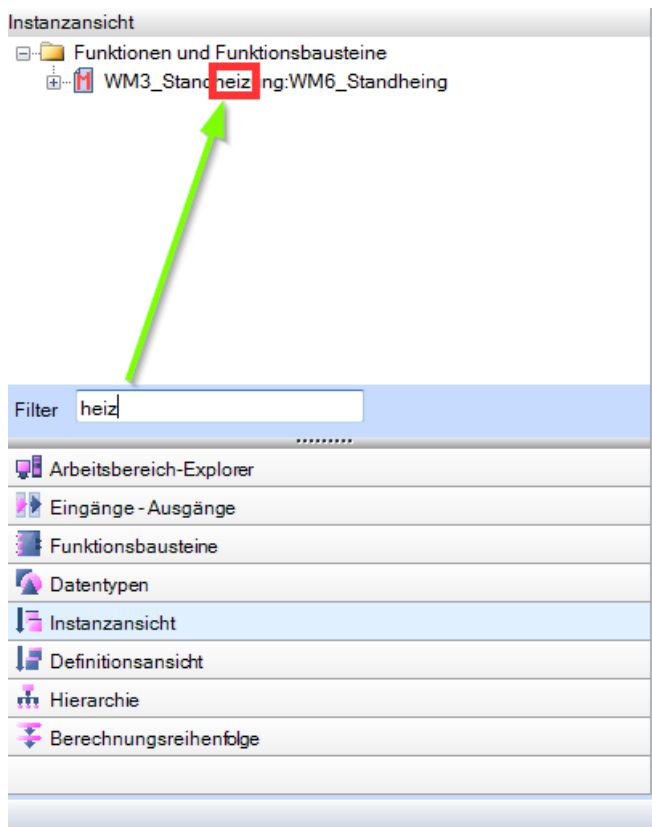 Instanzansicht
Funktionen und Funktionsbausteine
WM3_Standheizung:WM6_Standheing
Filter heiz
Arbeitsbereich-Explorer
Eingänge - Ausgänge
Funktionsbausteine
Datentypen
Instanzansicht
Definitionsansicht
Hierarchie
Berechnungsreihenfolge